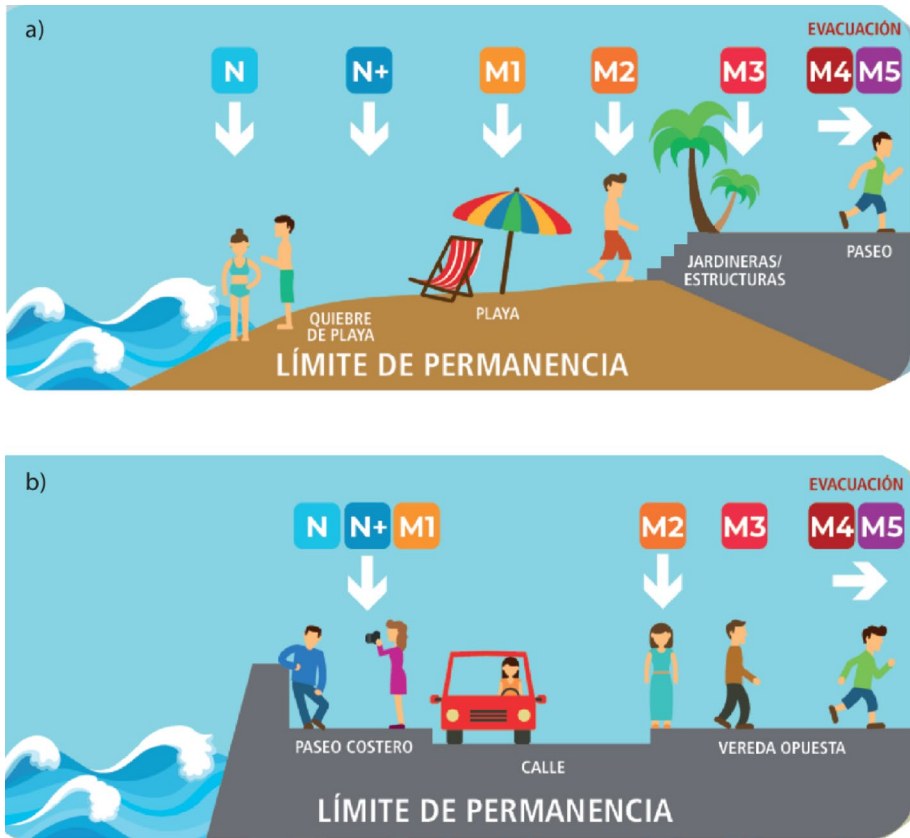 a)
EVACUACIÓN
N N+ M1 M2 M3 M4 M5
JARDINERAS/
ESTRUCTURAS
PASEO
QUIEBRE
DE PLAYA
PLAYA
LÍMITE DE PERMANENCIA
b)
EVACUACIÓN
N N+ M1 M2 M3 M4 M5
PASEO COSTERO
CALLE
VEREDA OPUESTA
LÍMITE DE PERMANENCIA